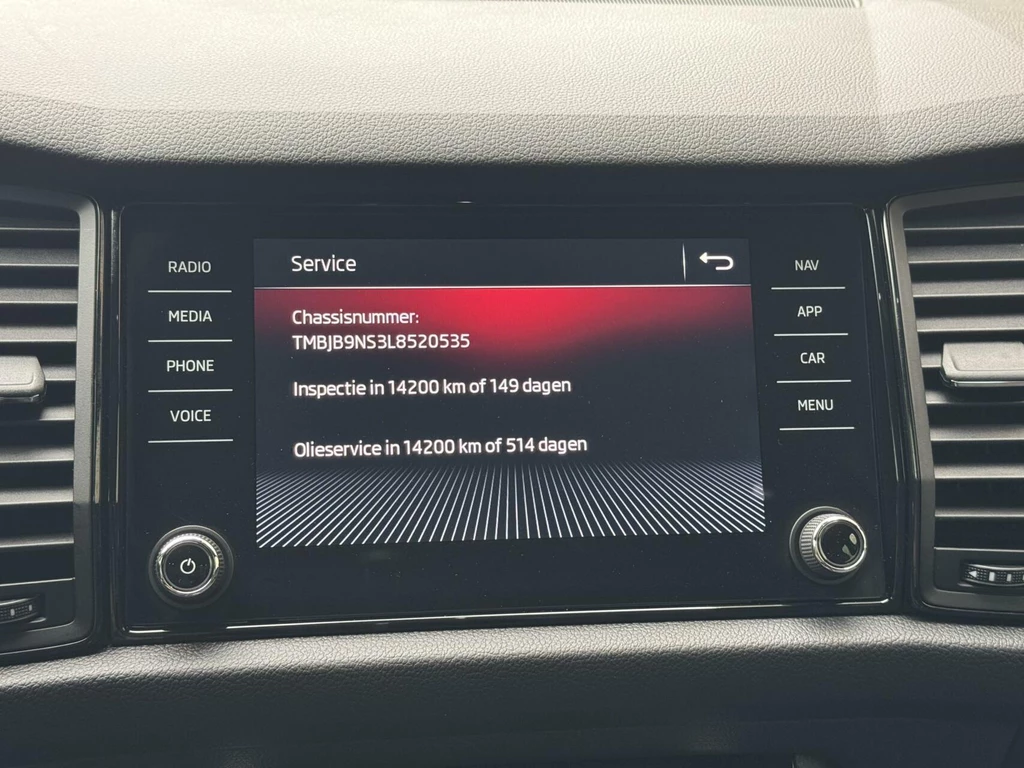 Service
RADIO
MEDIA
PHONE
VOICE
Chassisnummer:
TMBJB9NS3L8520535
Inspectie in 14200 km of 149 dagen
Olieservice in 14200 km of 514 dagen
NAV
APP
CAR
MENU